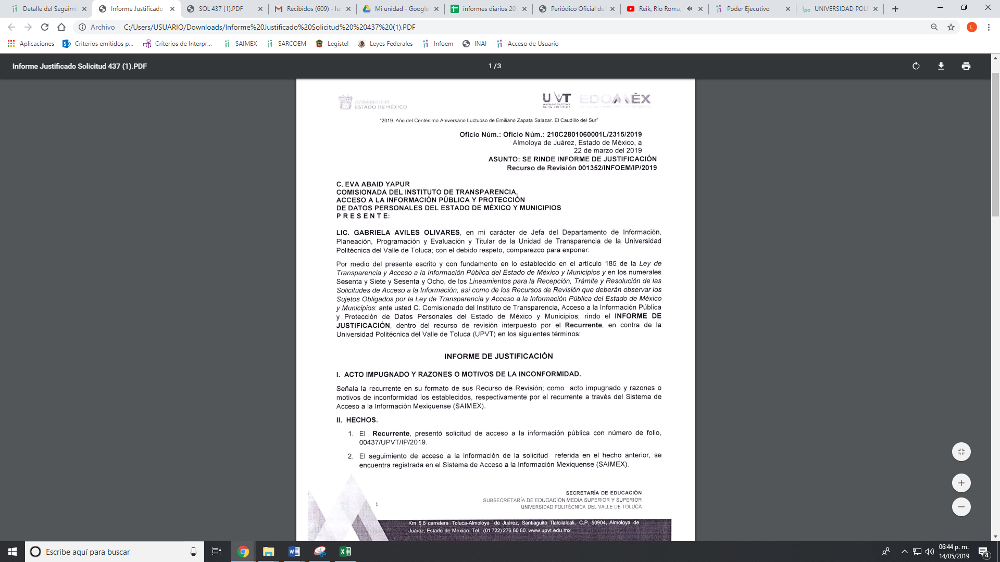 Detalle del Seguimi
Informe Justificado
SOL 437 (1).PDF
Recibidos (609) - lui
Mi unidad - Google
informes diarios 20
Periódico Oficial del
Reik, Rio Roma,
Poder Ejecutivo
UNIVERSIDAD POLI
Archivo
C:/Users/USUARIO/Downloads/Informe%20Justificado%20Solicitud%20%20437%20(1).PDF
Aplicaciones
Criterios emitidos p...
Criterios de Interpr...
SAIMEX
SARCOEM
Legistel
Leyes Federales
Infoem
INAI
Acceso de Usuario
Informe Justificado Solicitud 437 (1).PDF
1 / 3
GOBIERNO DEL
ESTADO DE MÉXICO
UVT
EDOMÉX
"2019. Año del Centésimo Aniversario Luctuoso de Emiliano Zapata Salazar. El Caudillo del Sur"
Oficio Núm.: Oficio Núm.: 210C2801060001L/2315/2019
Almoloya de Juárez, Estado de México, a
22 de marzo del 2019
ASUNTO: SE RINDE INFORME DE JUSTIFICACIÓN
Recurso de Revisión 001352/INFOEM/IP/2019
C. EVA ABAID YAPUR
COMISIONADA DEL INSTITUTO DE TRANSPARENCIA,
ACCESO A LA INFORMACIÓN PÚBLICA Y PROTECCIÓN
DE DATOS PERSONALES DEL ESTADO DE MÉXICO Y MUNICIPIOS
P R E S E N T E:
LIC. GABRIELA AVILES OLIVARES, en mi carácter de Jefa del Departamento de Información,
Planeación, Programación y Evaluación y Titular de la Unidad de Transparencia de la Universidad
Politécnica del Valle de Toluca; con el debido respeto, comparezco para exponer:
Por medio del presente escrito y con fundamento en lo establecido en el artículo 185 de la Ley de
Transparencia y Acceso a la Información Pública del Estado de México y Municipios y en los numerales
Sesenta y Siete y Sesenta y Ocho, de los Lineamientos para la Recepción, Trámite y Resolución de las
Solicitudes de Acceso a la Información, así como de los Recursos de Revisión que deberán observar los
Sujetos Obligados por la Ley de Transparencia y Acceso a la Información Pública del Estado de México
y Municipios: ante usted C. Comisionado del Instituto de Transparencia, Acceso a la Información Pública
y Protección de Datos Personales del Estado de México y Municipios; rindo el INFORME DE
JUSTIFICACIÓN, dentro del recurso de revisión interpuesto por el Recurrente, en contra de la
Universidad Politécnica del Valle de Toluca (UPVT) en los siguientes términos:
INFORME DE JUSTIFICACIÓN
I. ACTO IMPUGNADO Y RAZONES O MOTIVOS DE LA INCONFORMIDAD.
Señala la recurrente en su formato de sus Recurso de Revisión; como acto impugnado y razones o
motivos de inconformidad los establecidos, respectivamente por el recurrente a través del Sistema de
Acceso a la Información Mexiquense (SAIMEX).
II. HECHOS.
1. El Recurrente, presentó solicitud de acceso a la información pública con número de folio,
00437/UPVT/IP/2019.
2. El seguimiento de acceso a la información de la solicitud referida en el hecho anterior, se
encuentra registrada en el Sistema de Acceso a la Información Mexiquense (SAIMEX).
SECRETARÍA DE EDUCACIÓN
SUBSECRETARÍA DE EDUCACIÓN MEDIA SUPERIOR Y SUPERIOR
UNIVERSIDAD POLITÉCNICA DEL VALLE DE TOLUCA
1
Km 5.6 carretera Toluca-Almoloya de Juárez, Santiaguito Tlalcilalcali, C.P. 50904, Almoloya de
Juárez, Estado de México. Tel.: (01 722) 276 60 60. www.upvt.edu.mx
Escribe aquí para buscar
06:44 p. m.
14/05/2019
4